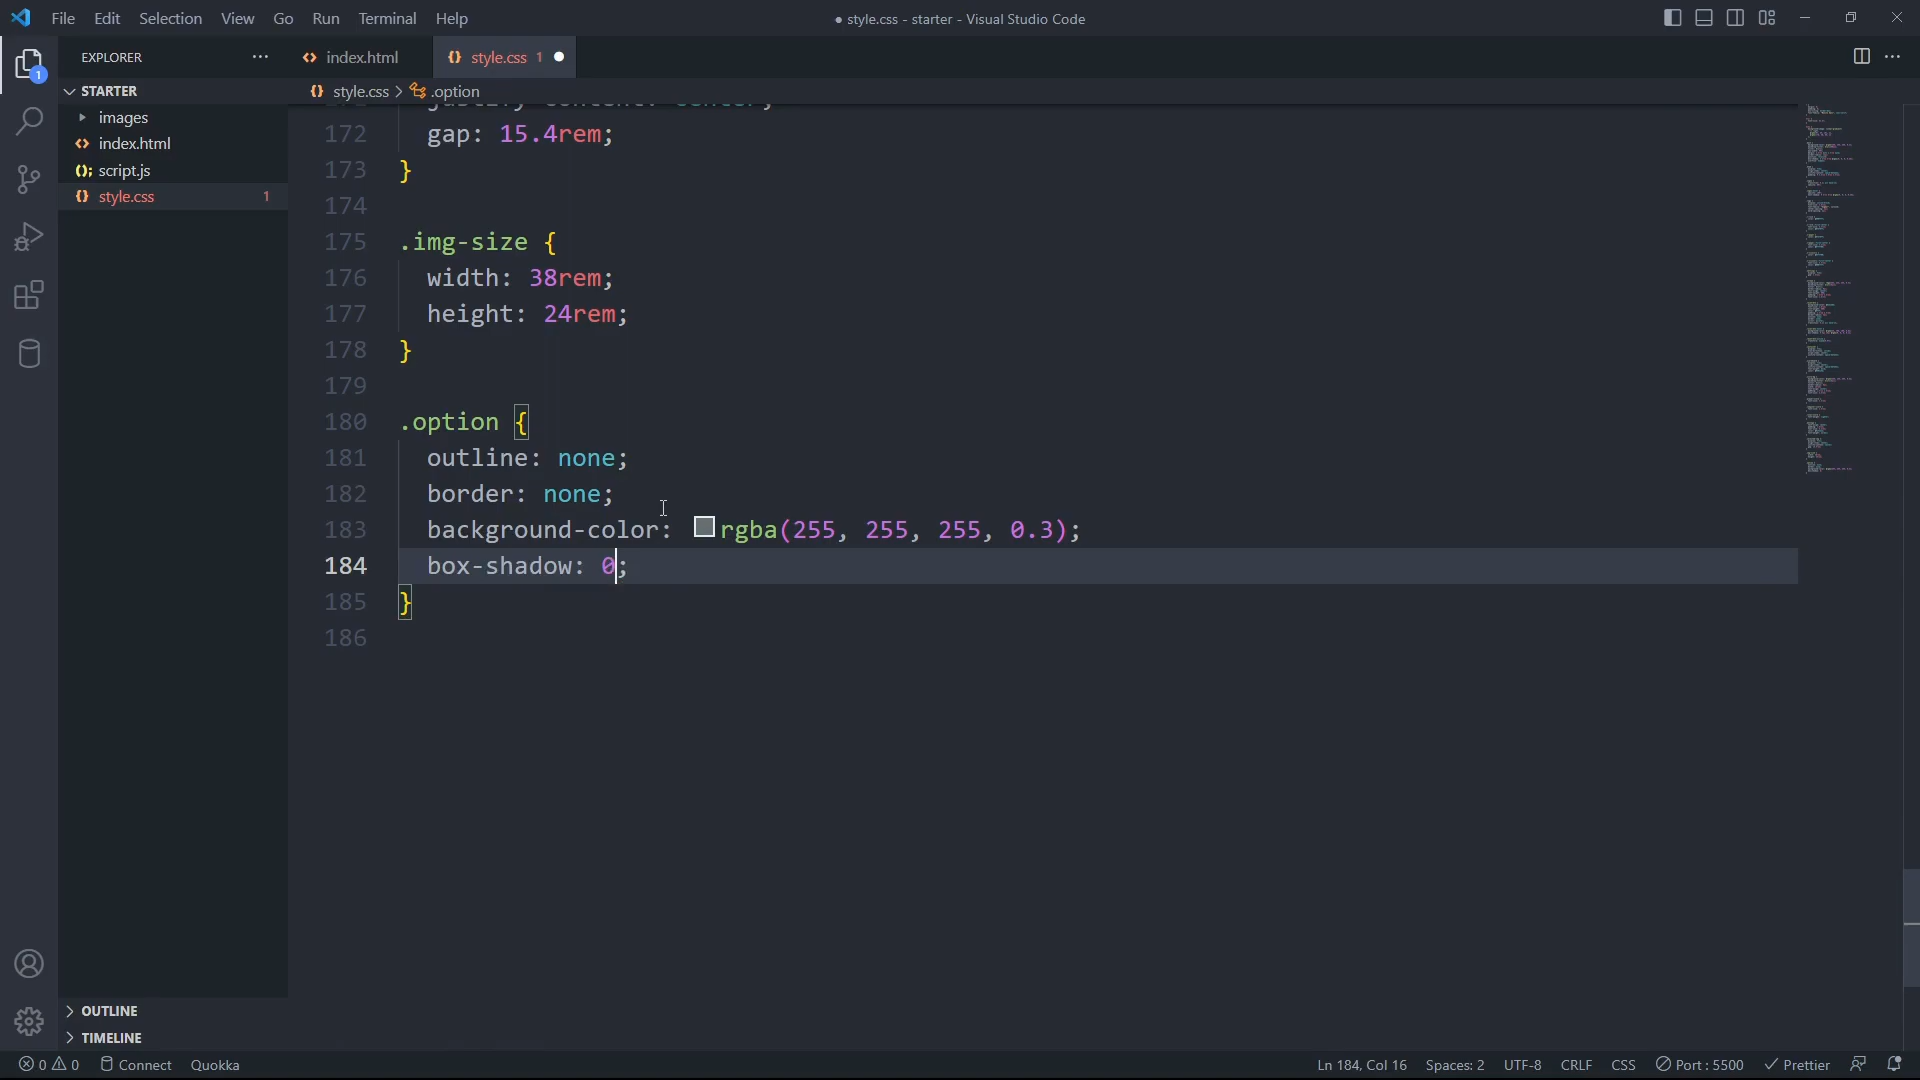 File Edit Selection View Go Run Terminal Help
● style.css - starter - Visual Studio Code
EXPLORER
index.html
style.css 1
STARTER
style.css > .option
images
index.html
script.js
style.css 1
172 gap: 15.4rem;
173 }
174
175 .img-size {
176 width: 38rem;
177 height: 24rem;
178 }
179
180 .option {
181 outline: none;
182 border: none;
183 background-color: rgba(255, 255, 255, 0.3);
184 box-shadow: 0;
185 }
186
1
OUTLINE
TIMELINE
0 0 Connect Quokka
Ln 184, Col 16 Spaces: 2 UTF-8 CRLF CSS Port : 5500 Prettier